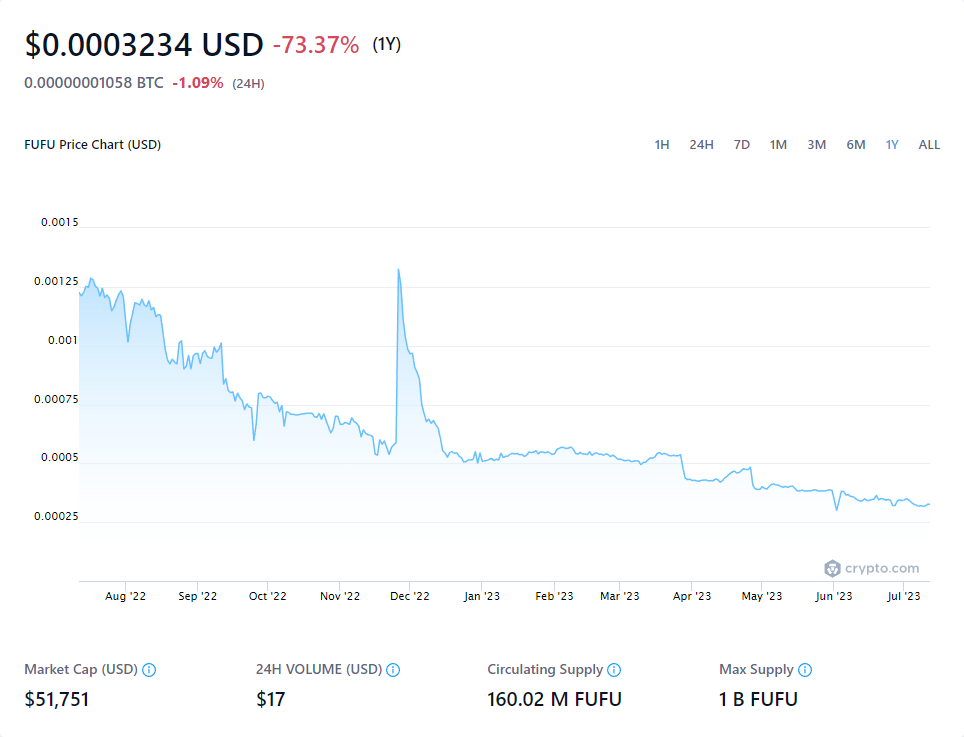 $0.0003234 USD -73.37% (1Y)
0.00000001058 BTC -1.09% (24H)
FUFU Price Chart (USD) 1H 24H 7D 1M 3M 6M 1Y ALL
0.0015
0.00125
0.001
0.00075
0.0005
0.00025
crypto.com
Aug '22 Sep '22 Oct '22 Nov '22 Dec '22 Jan '23 Feb '23 Mar '23 Apr '23 May '23 Jun '23 Jul '23
Market Cap (USD) 24H VOLUME (USD) Circulating Supply Max Supply
$51,751 $17 160.02 M FUFU 1 B FUFU